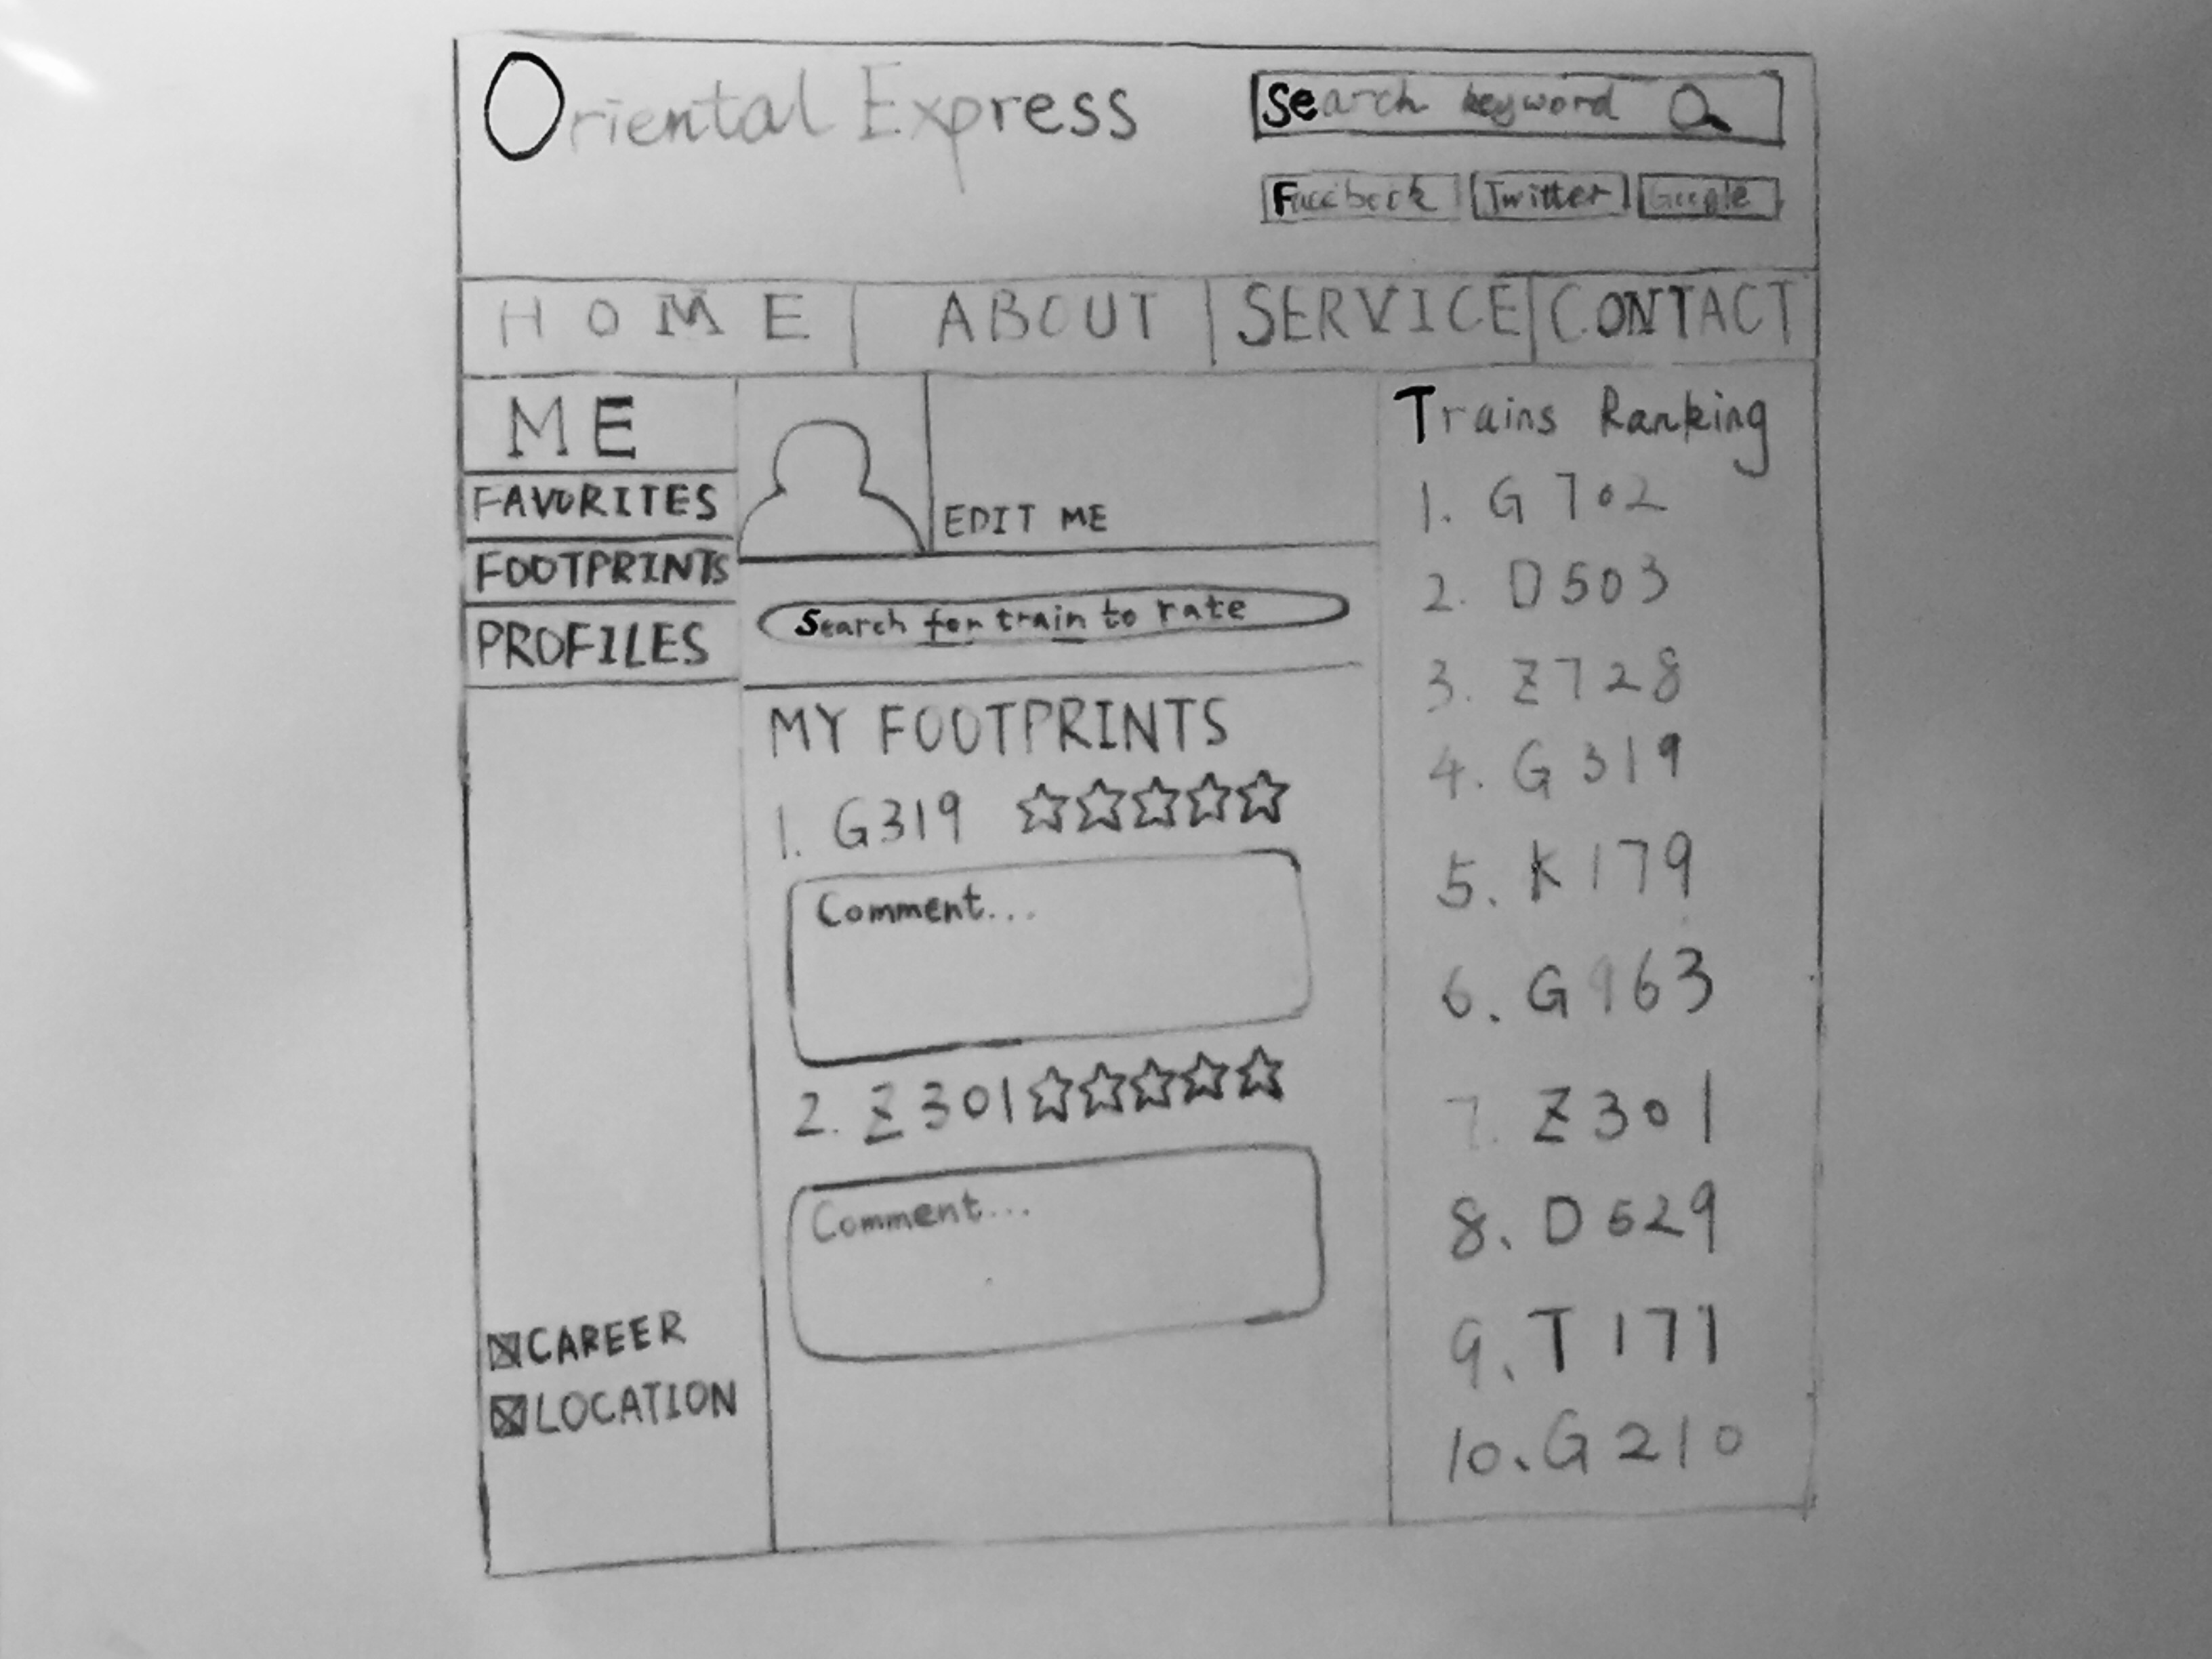 Oriental Express
Search keyword
Facebook Twitter Google
HOME ABOUT SERVICE CONTACT
ME
FAVORITES
FOOTPRINTS
PROFILES
CAREER
LOCATION
EDIT ME
Search for train to rate
MY FOOTPRINTS
1. G319
Comment...
2. Z301
Comment...
Trains Ranking
1. G702
2. D503
3. Z728
4. G319
5. K179
6. G963
7. Z301
8. D529
9. T171
10. G210